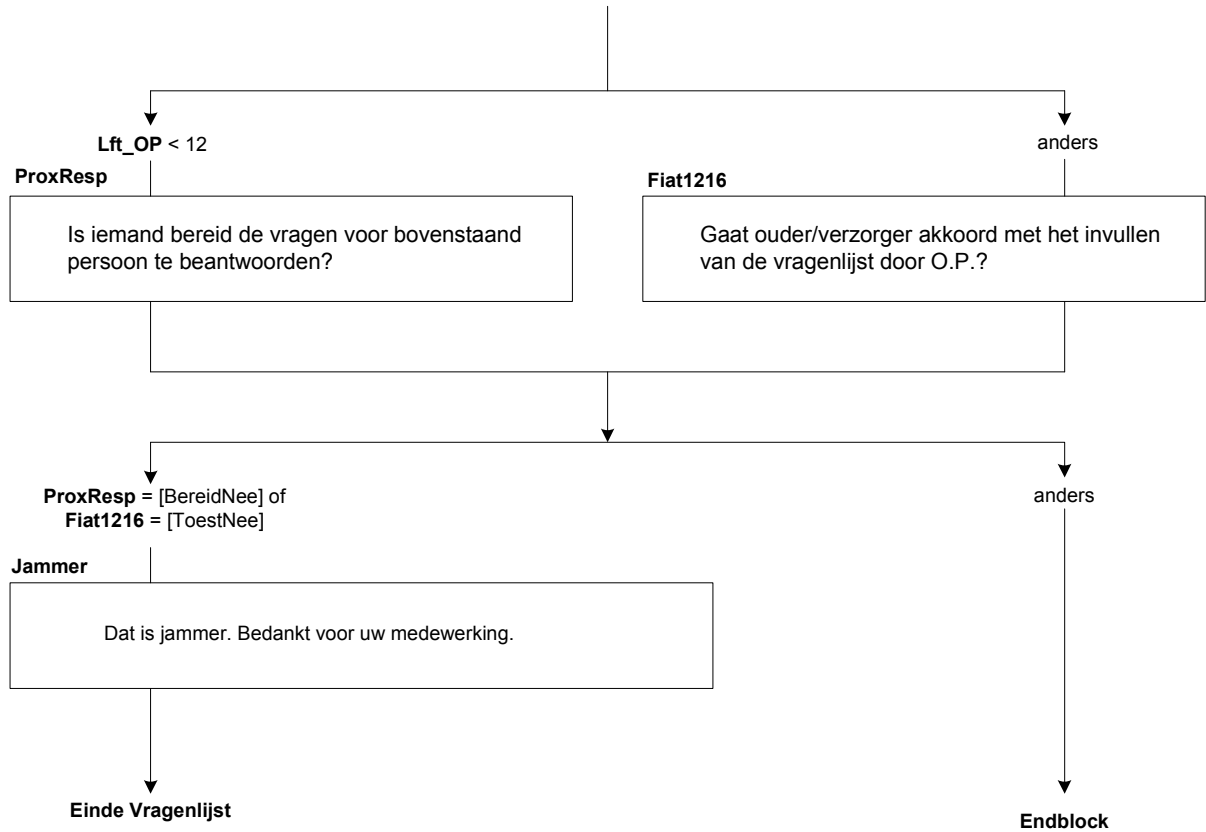 Lft_OP < 12
anders
ProxResp
Fiat1216
Is iemand bereid de vragen voor bovenstaand
persoon te beantwoorden?
Gaat ouder/verzorger akkoord met het invullen
van de vragenlijst door O.P.?
ProxResp = [BereidNee] of
Fiat1216 = [ToestNee]
anders
Jammer
Dat is jammer. Bedankt voor uw medewerking.
Einde Vragenlijst
Endblock